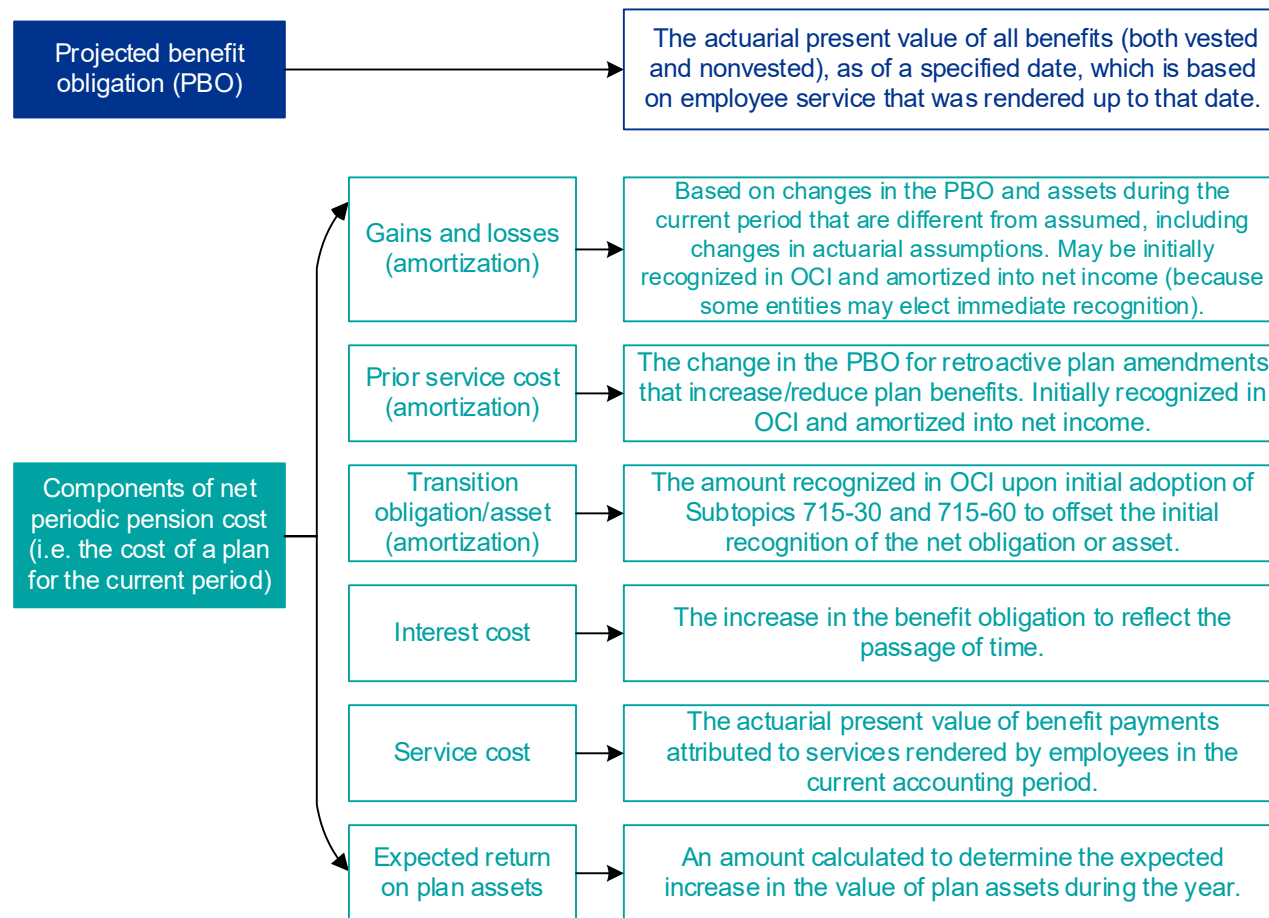 Projected benefit
obligation (PBO)
The actuarial present value of all benefits (both vested
and nonvested), as of a specified date, which is based
on employee service that was rendered up to that date.
Components of net
periodic pension cost
(i.e. the cost of a plan
for the current period)
Gains and losses
(amortization)
Based on changes in the PBO and assets during the
current period that are different from assumed, including
changes in actuarial assumptions. May be initially
recognized in OCI and amortized into net income (because
some entities may elect immediate recognition).
Prior service cost
(amortization)
The change in the PBO for retroactive plan amendments
that increase/reduce plan benefits. Initially recognized in
OCI and amortized into net income.
Transition
obligation/asset
(amortization)
The amount recognized in OCI upon initial adoption of
Subtopics 715-30 and 715-60 to offset the initial
recognition of the net obligation or asset.
Interest cost
The increase in the benefit obligation to reflect the
passage of time.
Service cost
The actuarial present value of benefit payments
attributed to services rendered by employees in the
current accounting period.
Expected return
on plan assets
An amount calculated to determine the expected
increase in the value of plan assets during the year.